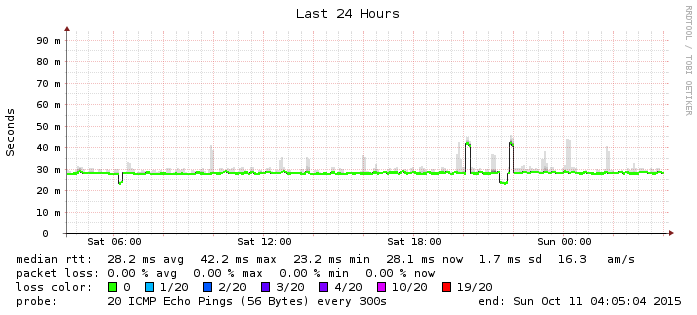 Last 24 Hours
RRDTOOL / TOBI OETIKER
Seconds
90 m
80 m
70 m
60 m
50 m
40 m
30 m
20 m
10 m
0
Sat 06:00 Sat 12:00 Sat 18:00 Sun 00:00
median rtt: 28.2 ms avg 42.2 ms max 23.2 ms min 28.1 ms now 1.7 ms sd 16.3 am/s
packet loss: 0.00 % avg 0.00 % max 0.00 % min 0.00 % now
loss color: 0 1/20 2/20 3/20 4/20 10/20 19/20
probe: 20 ICMP Echo Pings (56 Bytes) every 300s end: Sun Oct 11 04:05:04 2015